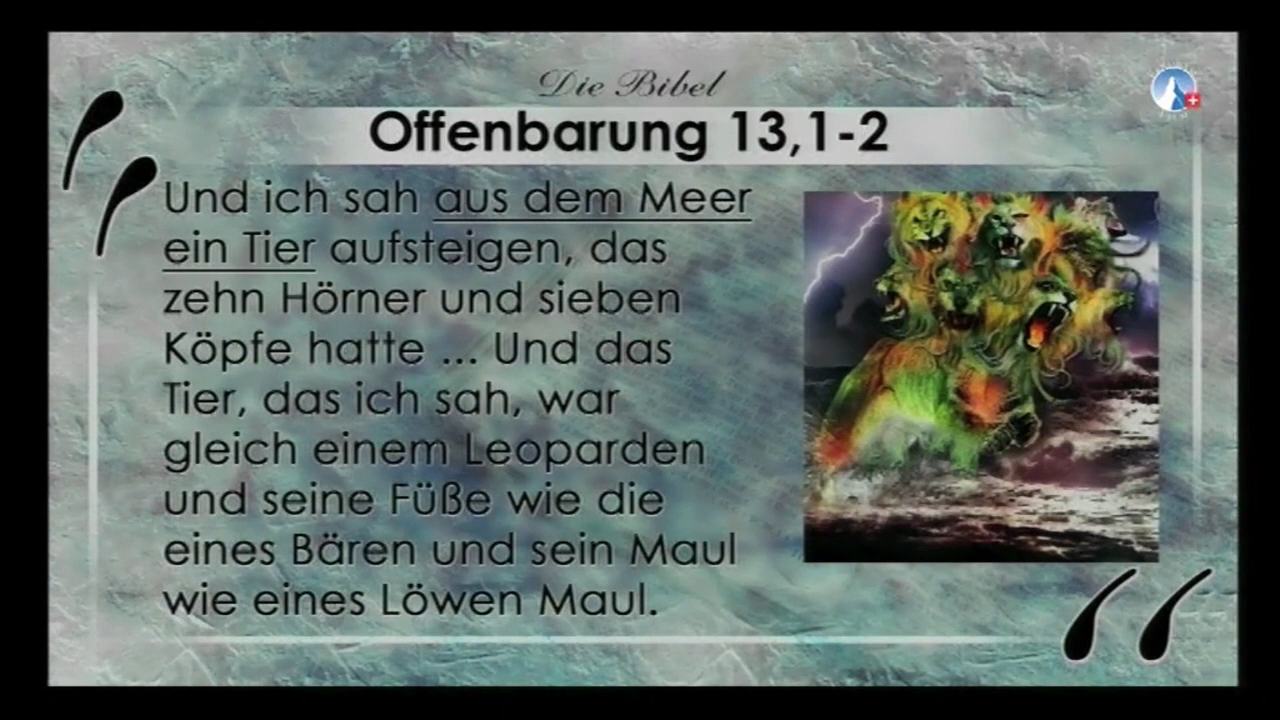 Die Bibel
Offenbarung 13,1-2
Und ich sah aus dem Meer
ein Tier aufsteigen, das
zehn Hörner und sieben
Köpfe hatte ... Und das
Tier, das ich sah, war
gleich einem Leoparden
und seine Füße wie die
eines Bären und sein Maul
wie eines Löwen Maul.